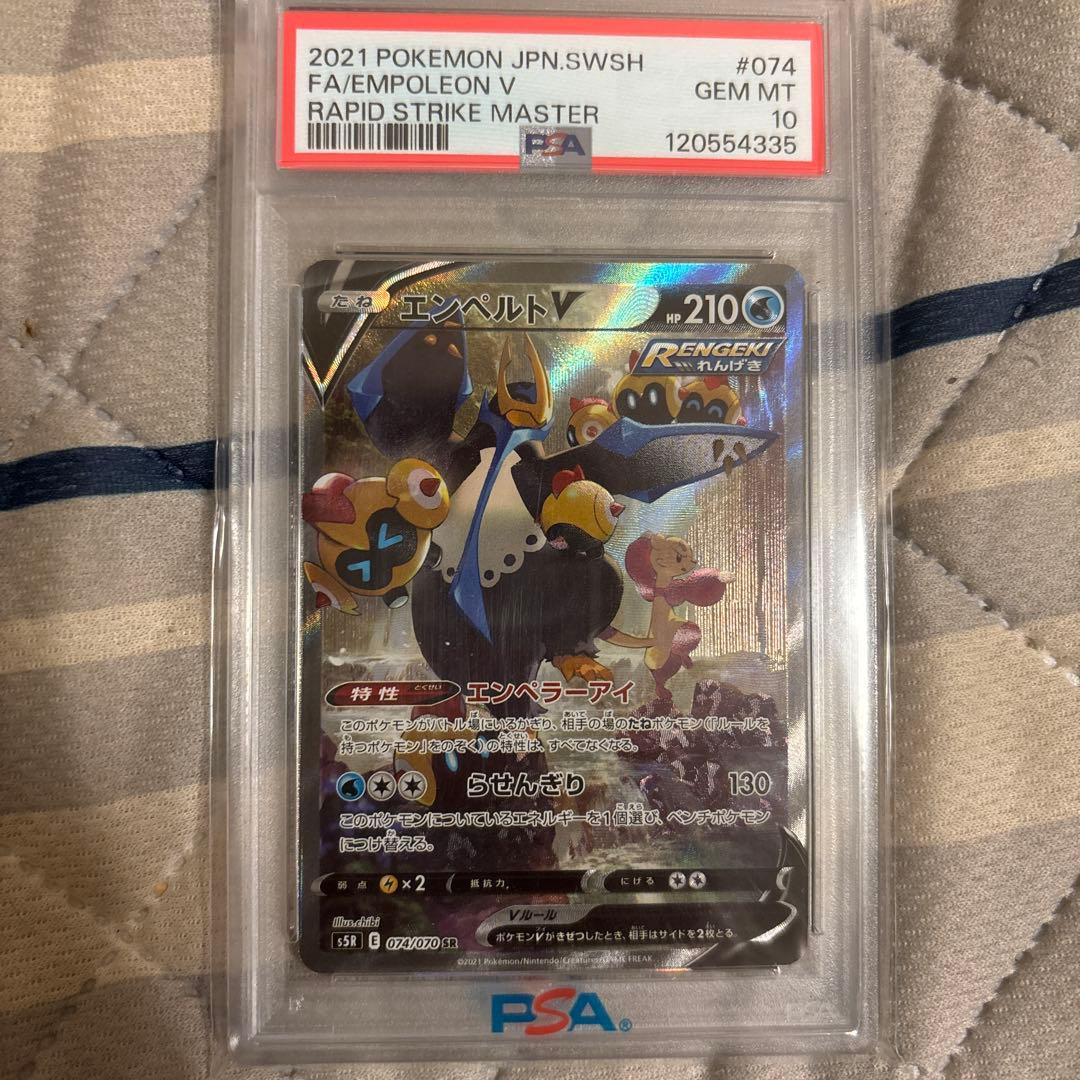 2021 POKEMON JPN.SWSH #074
FA/EMPOLEON V GEM MT
RAPID STRIKE MASTER 10
PSA 120554335
たね エンペルトV HP 210
RENGEKI
れんげき
特性 とくせい エンペラーアイ
このポケモンがバトル場にいるかぎり、相手の場のたねポケモン(「ルールを
持つポケモン」をのぞく)の特性は、すべてなくなる。
らせんぎり 130
このポケモンについているエネルギーを1個選び、ベンチポケモン
につけ替える。
弱点 ×2 抵抗力 にげる
Illus.chibi
Vルール
s5R E 074/070 SR ポケモンVがきぜつしたとき、相手はサイドを2枚とる。
©2021 Pokémon/Nintendo/Creatures/GAME FREAK
PSA®